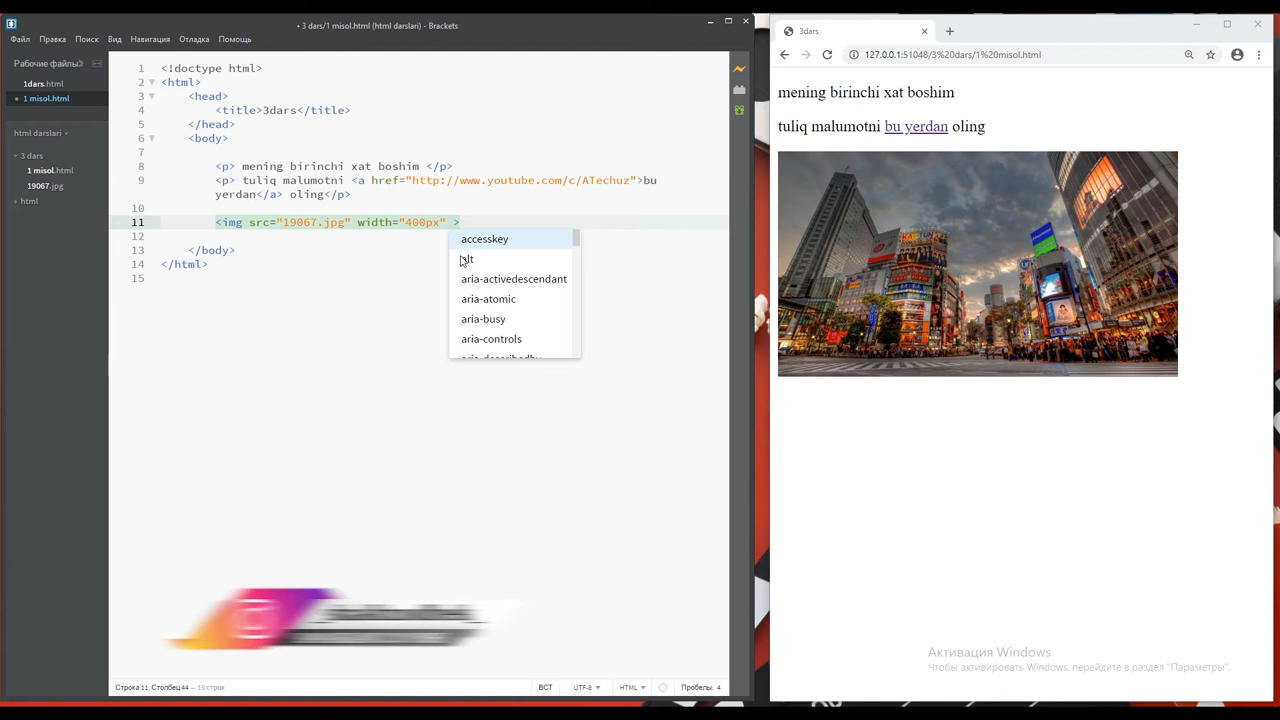 • 3 dars/1 misol.html (html darslari) - Brackets
Файл Правка Поиск Вид Навигация Отладка Помощь
Рабочие файлы
1dars.html
• 1 misol.html
html darslari
3 dars
1 misol.html
19067.jpg
html
1 <!doctype html>
2 <html>
3 <head>
4 <title>3dars</title>
5 </head>
6 <body>
7
8 <p> mening birinchi xat boshim </p>
9 <p> tuliq malumotni <a href="http://www.youtube.com/c/ATechuz">bu
yerdan</a> oling</p>
10
11 <img src="19067.jpg" width="400px" >
12
13 </body>
14 </html>
15
accesskey
alt
aria-activedescendant
aria-atomic
aria-busy
aria-controls
aria-describedby
Строка 11, Столбец 44 — 15 строк
ВСТ
UTF-8
HTML
Пробелы: 4
3dars
127.0.0.1:51048/3%20dars/1%20misol.html
mening birinchi xat boshim
tuliq malumotni bu yerdan oling
Активация Windows
Чтобы активировать Windows, перейдите в раздел "Параметры".